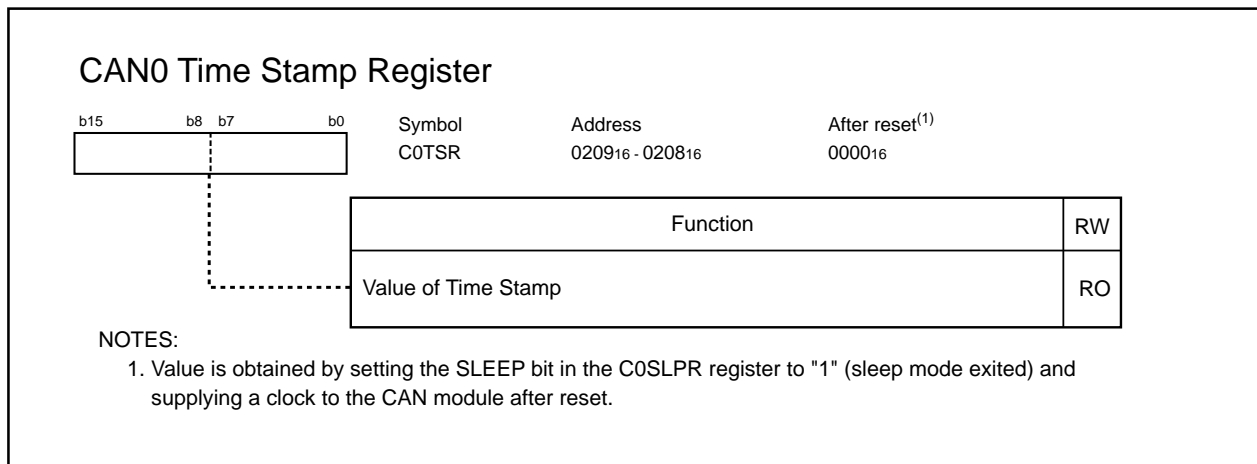 CAN0 Time Stamp Register
b15 b8 b7 b0 Symbol Address After reset(1)
C0TSR 020916 - 020816 000016
Function RW
Value of Time Stamp RO
NOTES:
1. Value is obtained by setting the SLEEP bit in the C0SLPR register to "1" (sleep mode exited) and
supplying a clock to the CAN module after reset.